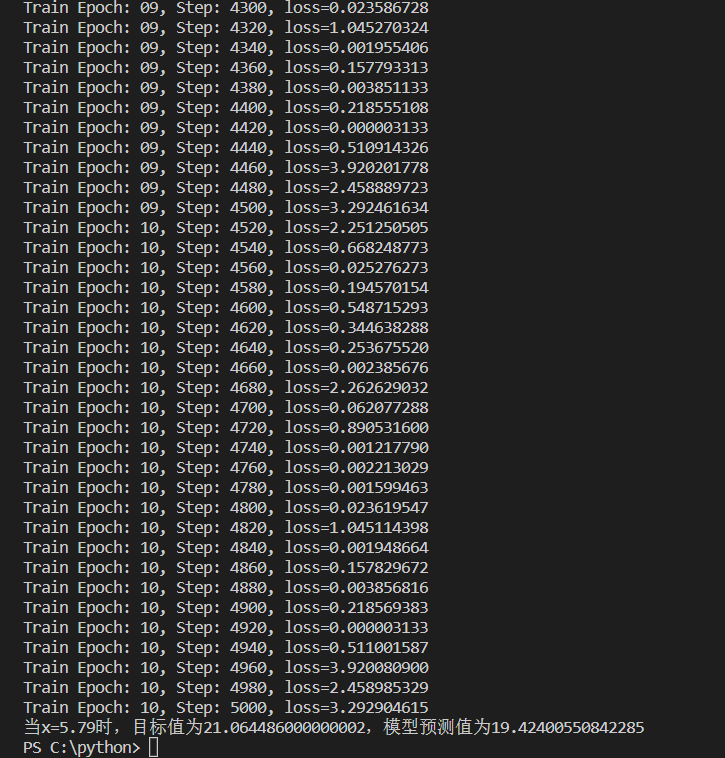 Train Epoch: 09, Step: 4300, loss=0.023586728
Train Epoch: 09, Step: 4320, loss=1.045270324
Train Epoch: 09, Step: 4340, loss=0.001955406
Train Epoch: 09, Step: 4360, loss=0.157793313
Train Epoch: 09, Step: 4380, loss=0.003851133
Train Epoch: 09, Step: 4400, loss=0.218555108
Train Epoch: 09, Step: 4420, loss=0.000003133
Train Epoch: 09, Step: 4440, loss=0.510914326
Train Epoch: 09, Step: 4460, loss=3.920201778
Train Epoch: 09, Step: 4480, loss=2.458889723
Train Epoch: 09, Step: 4500, loss=3.292461634
Train Epoch: 10, Step: 4520, loss=2.251250505
Train Epoch: 10, Step: 4540, loss=0.668248773
Train Epoch: 10, Step: 4560, loss=0.025276273
Train Epoch: 10, Step: 4580, loss=0.194570154
Train Epoch: 10, Step: 4600, loss=0.548715293
Train Epoch: 10, Step: 4620, loss=0.344638288
Train Epoch: 10, Step: 4640, loss=0.253675520
Train Epoch: 10, Step: 4660, loss=0.002385676
Train Epoch: 10, Step: 4680, loss=2.262629032
Train Epoch: 10, Step: 4700, loss=0.062077288
Train Epoch: 10, Step: 4720, loss=0.890531600
Train Epoch: 10, Step: 4740, loss=0.001217790
Train Epoch: 10, Step: 4760, loss=0.002213029
Train Epoch: 10, Step: 4780, loss=0.001599463
Train Epoch: 10, Step: 4800, loss=0.023619547
Train Epoch: 10, Step: 4820, loss=1.045114398
Train Epoch: 10, Step: 4840, loss=0.001948664
Train Epoch: 10, Step: 4860, loss=0.157829672
Train Epoch: 10, Step: 4880, loss=0.003856816
Train Epoch: 10, Step: 4900, loss=0.218569383
Train Epoch: 10, Step: 4920, loss=0.000003133
Train Epoch: 10, Step: 4940, loss=0.511001587
Train Epoch: 10, Step: 4960, loss=3.920080900
Train Epoch: 10, Step: 4980, loss=2.458985329
Train Epoch: 10, Step: 5000, loss=3.292904615
当x=5.79时，目标值为21.064486000000002，模型预测值为19.42400550842285
PS C:\python>